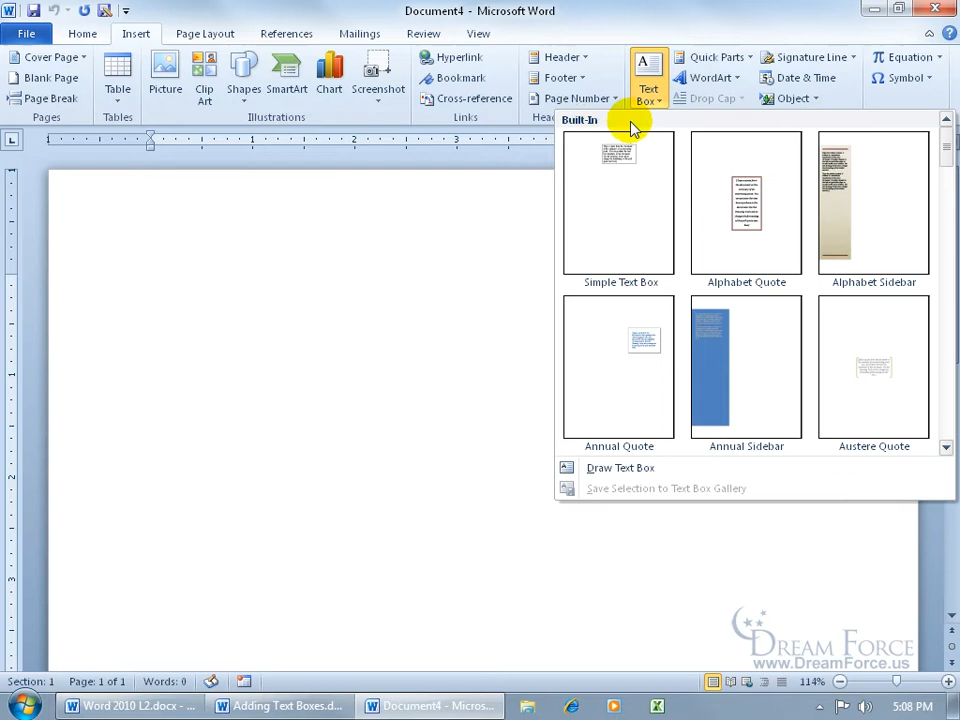 Document4 - Microsoft Word
File Home Insert Page Layout References Mailings Review View
Cover Page
Blank Page
Page Break
Pages
Table
Tables
Picture
Clip Art
Shapes
SmartArt
Chart
Screenshot
Illustrations
Hyperlink
Bookmark
Cross-reference
Links
Header
Footer
Page Number
Text Box
Quick Parts
WordArt
Drop Cap
Signature Line
Date & Time
Object
Equation
Symbol
Built-In
Simple Text Box Alphabet Quote Alphabet Sidebar
Annual Quote Annual Sidebar Austere Quote
Draw Text Box
Save Selection to Text Box Gallery
DREAM FORCE
www.DreamForce.us
Section: 1 Page: 1 of 1 Words: 0 114%
Word 2010 L2.docx - ... Adding Text Boxes.d... Document4 - Microsof... 5:08 PM